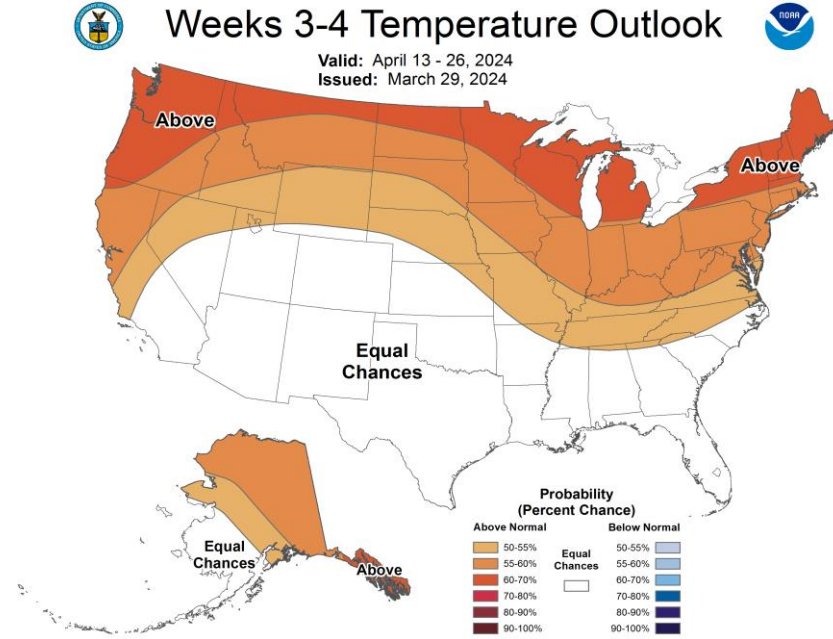 Weeks 3-4 Temperature Outlook
NOAA
Valid: April 13 - 26, 2024
Issued: March 29, 2024
Above
Above
Equal
Chances
Equal
Chances
Above
Probability
(Percent Chance)
Above Normal
Below Normal
50-55%
55-60%
60-70%
70-80%
80-90%
90-100%
Equal
Chances
50-55%
55-60%
60-70%
70-80%
80-90%
90-100%